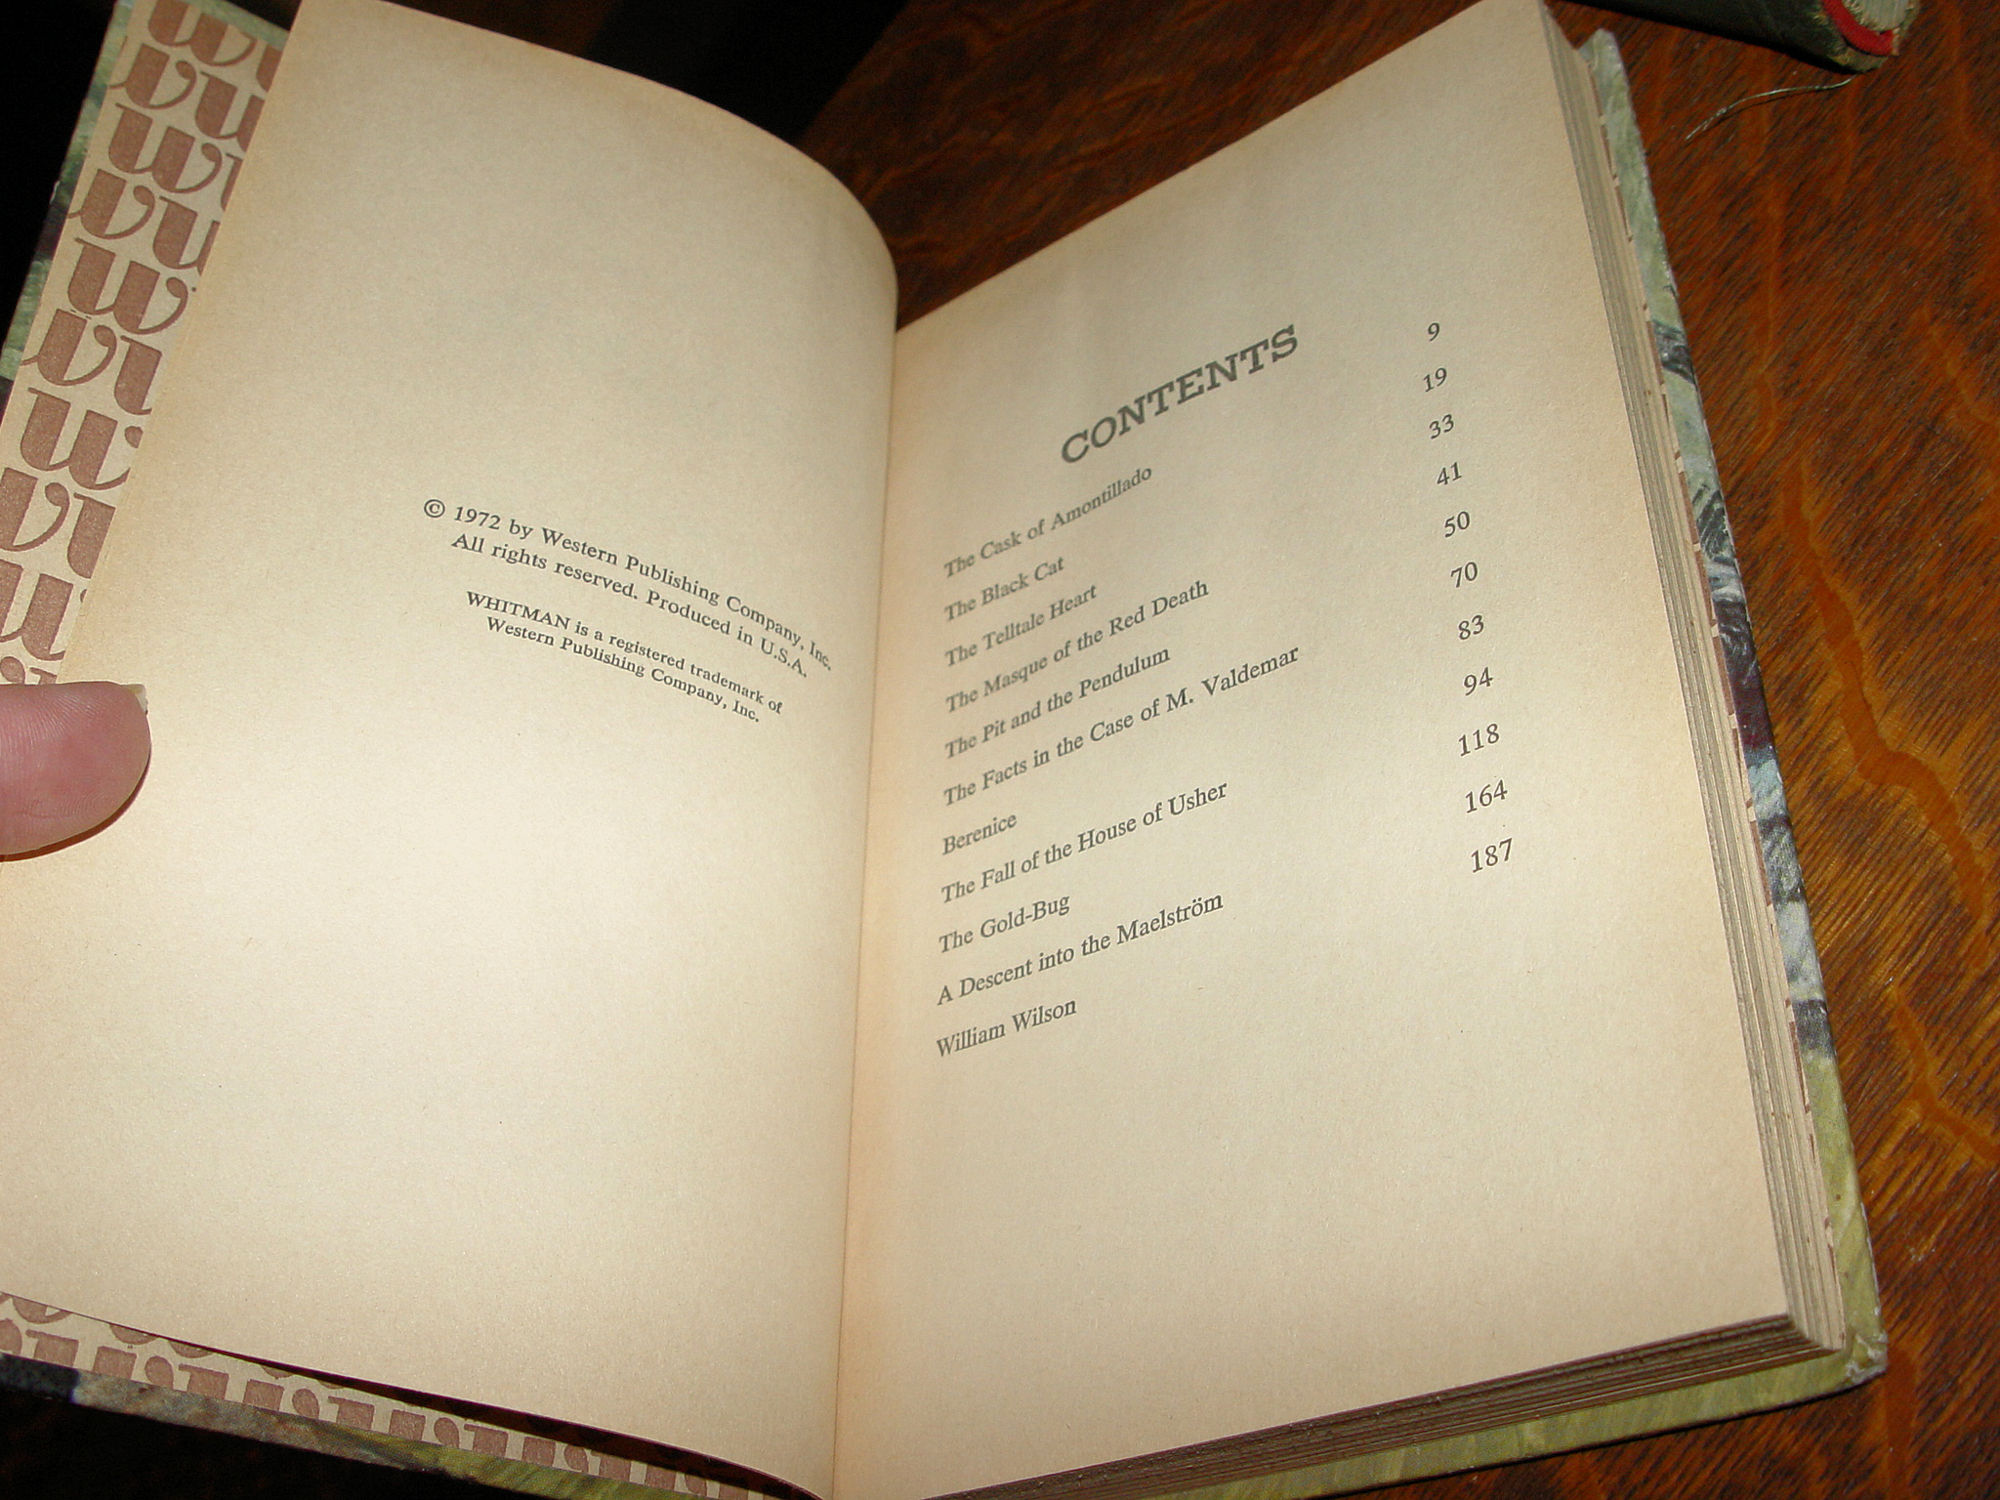 © 1972 by Western Publishing Company, Inc.
All rights reserved. Produced in U.S.A.
WHITMAN is a registered trademark of
Western Publishing Company, Inc.
CONTENTS
The Cask of Amontillado 9
The Black Cat 19
The Telltale Heart 33
The Masque of the Red Death 41
The Pit and the Pendulum 50
The Facts in the Case of M. Valdemar 70
Berenice 83
The Fall of the House of Usher 94
The Gold-Bug 118
A Descent into the Maelström 164
William Wilson 187